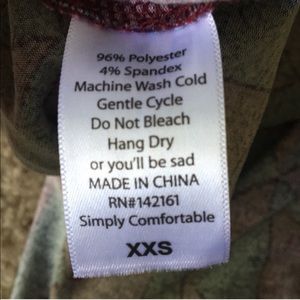 96% Polyester
4% Spandex
Machine Wash Cold
Gentle Cycle
Do Not Bleach
Hang Dry
or you'll be sad
MADE IN CHINA
RN#142161
Simply Comfortable
XXS